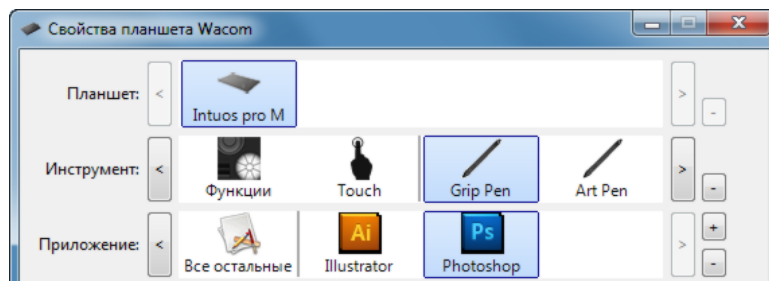 Свойства планшета Wacom
Планшет: < Intuos pro M > -
Инструмент: < Функции Touch Grip Pen Art Pen > -
Ai Ps
Приложение: < Все остальные Illustrator Photoshop > + -